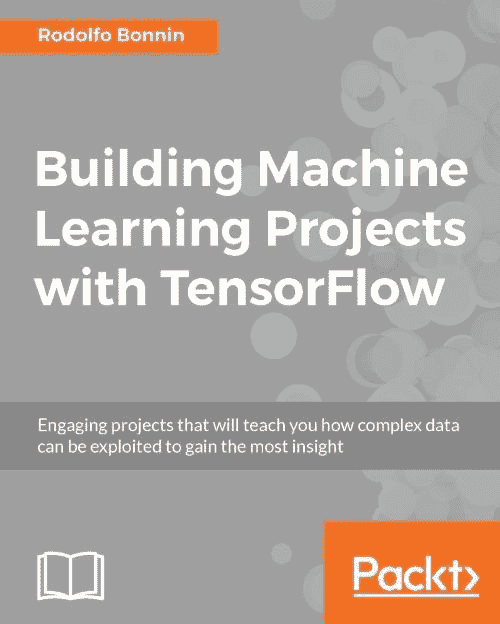 Rodolfo Bonnin
Building Machine
Learning Projects
with TensorFlow
Engaging projects that will teach you how complex data
can be exploited to gain the most insight
Packt>